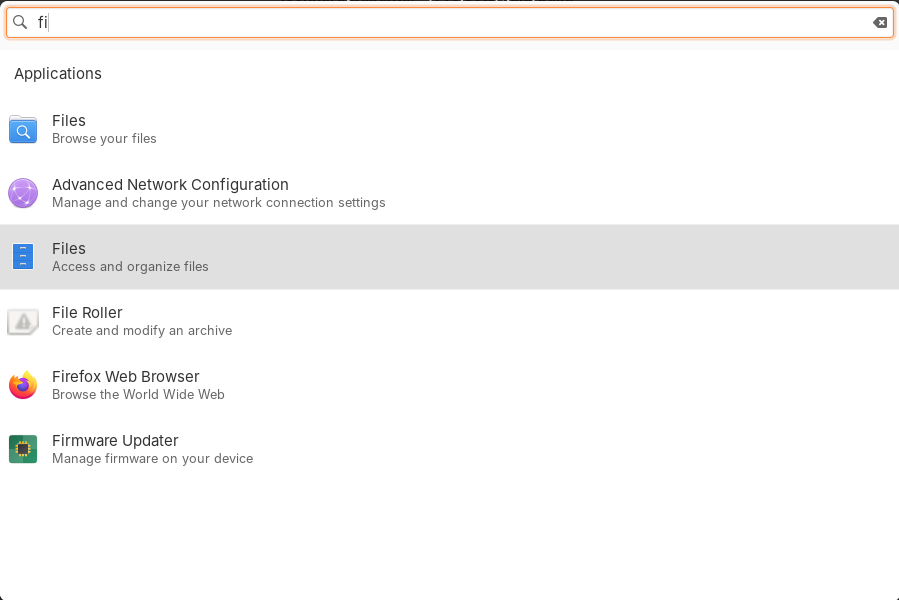 fi
Applications
Files
Browse your files
Advanced Network Configuration
Manage and change your network connection settings
Files
Access and organize files
File Roller
Create and modify an archive
Firefox Web Browser
Browse the World Wide Web
Firmware Updater
Manage firmware on your device